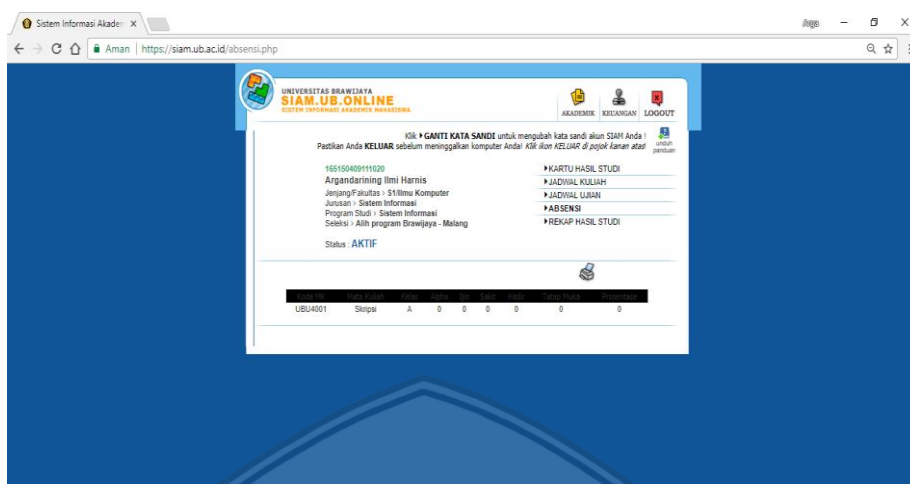 Sistem Informasi Akader
Aman | https://siam.ub.ac.id/absensi.php
UNIVERSITAS BRAWIJAYA
SIAM.UB.ONLINE
SISTEM INFORMASI AKADEMIK MAHASISWA
AKADEMIK KEUANGAN LOGOUT
Klik GANTI KATA SANDI untuk mengubah kata sandi akun SIAM Anda !
Pastikan Anda KELUAR sebelum meninggalkan komputer Anda! Klik ikon KELUAR di pojok kanan atas!
unduh
panduan
165150409111020
Argandarining Ilmi Harnis
Jenjang/Fakultas > S1/Ilmu Komputer
Jurusan > Sistem Informasi
Program Studi > Sistem Informasi
Seleksi > Alih program Brawijaya - Malang
Status : AKTIF
KARTU HASIL STUDI
JADWAL KULIAH
JADWAL UJIAN
ABSENSI
REKAP HASIL STUDI
Kode MK Mata Kuliah Kelas Alpha Ijin Sakit Hadir Tatap Muka Prosentase
UBU4001 Skripsi A 0 0 0 0 0 0